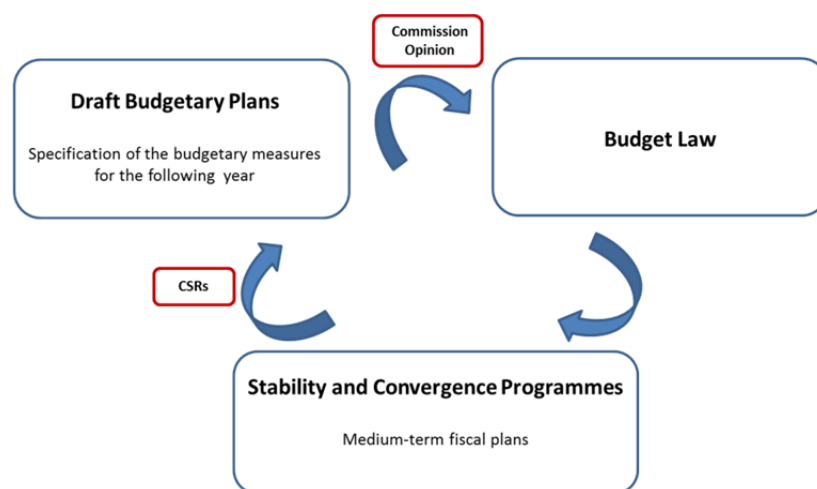 Commission
Opinion
Draft Budgetary Plans
Specification of the budgetary measures
for the following year
Budget Law
CSRs
Stability and Convergence Programmes
Medium-term fiscal plans